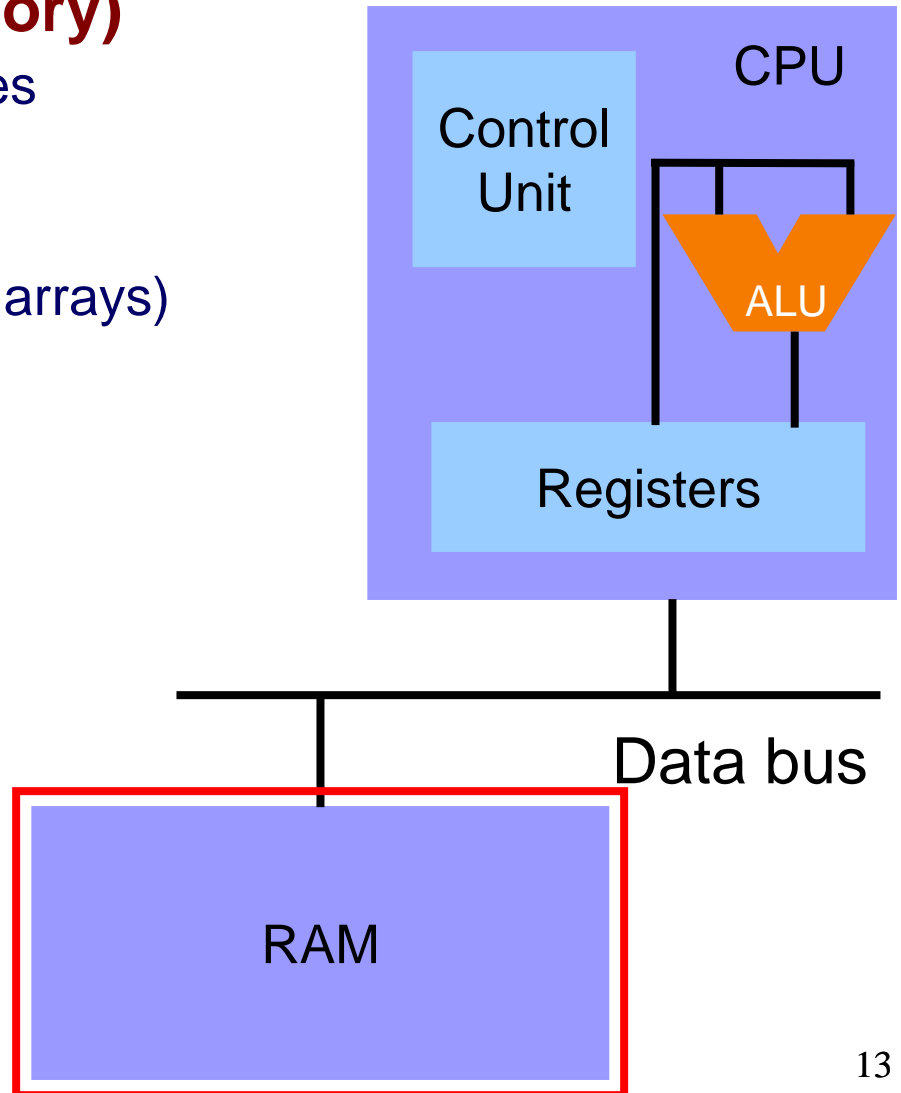 ory)
es
arrays)
CPU
Control
Unit
ALU
Registers
Data bus
RAM
13